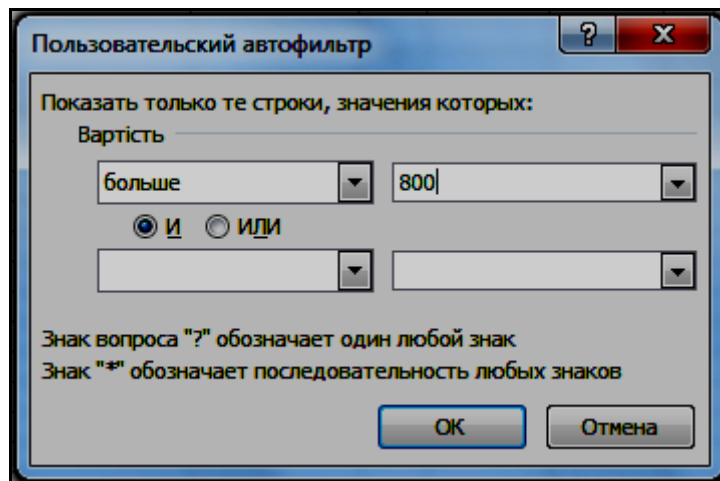 Пользовательский автофильтр
Показать только те строки, значения которых:
Вартість
больше 800
И ИЛИ
Знак вопроса "?" обозначает один любой знак
Знак "*" обозначает последовательность любых знаков
ОК Отмена